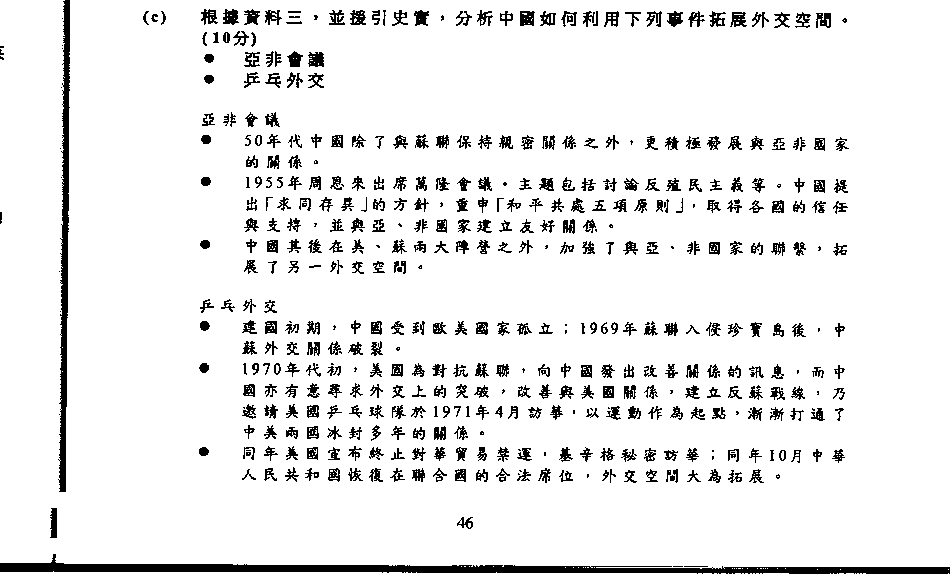 (c) 根據資料三，並援引史實，分析中國如何利用下列事件拓展外交空間。
(10分)
● 亞非會議
● 乒乓外交
亞非會議
● 50年代中國除了與蘇聯保持親密關係之外，更積極發展與亞非國家
的關係。
● 1955年周恩來出席萬隆會議。主題包括討論反殖民主義等。中國提
出「求同存異」的方針，重申「和平共處五項原則」，取得各國的信任
與支持，並與亞、非國家建立友好關係。
● 中國其後在美、蘇兩大陣營之外，加強了與亞、非國家的聯繫，拓
展了另一外交空間。
乒乓外交
● 建國初期，中國受到歐美國家孤立；1969年蘇聯入侵珍寶島後，中
蘇外交關係破裂。
● 1970年代初，美國為對抗蘇聯，向中國發出改善關係的訊息，而中
國亦有意尋求外交上的突破，改善與美國關係，建立反蘇戰線，乃
邀請美國乒乓球隊於1971年4月訪華，以運動作為起點，漸漸打通了
中美兩國冰封多年的關係。
● 同年美國宣布終止對華貿易禁運，基辛格秘密訪華；同年10月中華
人民共和國恢復在聯合國的合法席位，外交空間大為拓展。
46